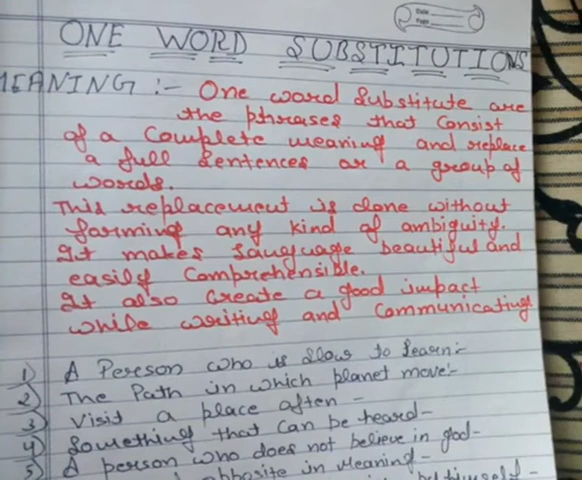 Date
Page
ONE WORD SUBSTITUTIONS
MEANING :- One word Substitute are
the phrases that Consist
of a Complete meaning and replace
a full Sentences or a group of
words.
This replacement is done without
forming any kind of ambiguity.
It makes language beautiful and
easily Comprehensible.
It also Create a good impact
while writing and Communicating
1) A Person who is slow to learn:-
2) The Path in which planet move:-
3) Visit a place often -
4) Something that can be heard-
5) A person who does not believe in god-
opposite in Meaning-
himself-